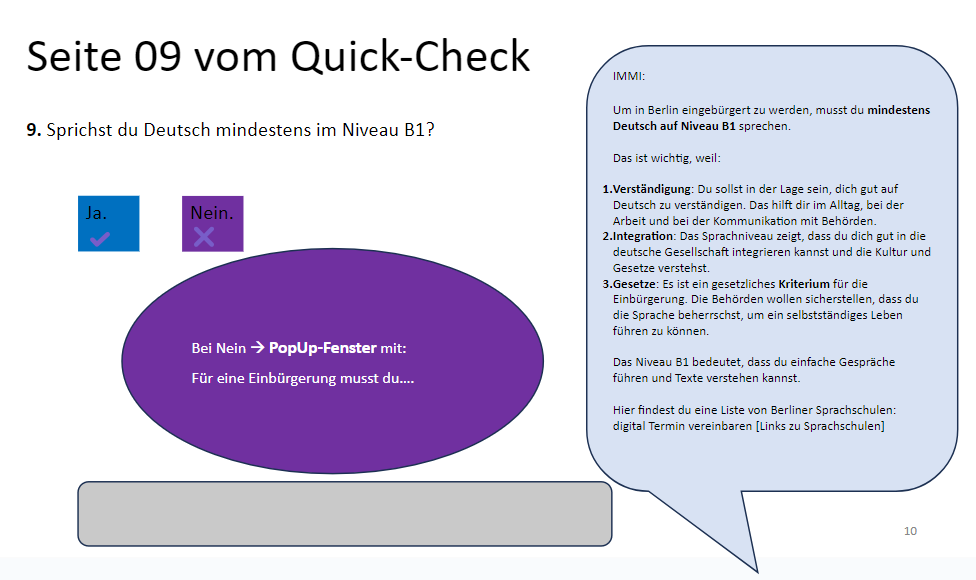 Seite 09 vom Quick-Check
9. Sprichst du Deutsch mindestens im Niveau B1?
Ja.
Nein.
Bei Nein → PopUp-Fenster mit:
Für eine Einbürgerung musst du....
IMMI:
Um in Berlin eingebürgert zu werden, musst du mindestens
Deutsch auf Niveau B1 sprechen.
Das ist wichtig, weil:
1.Verständigung: Du sollst in der Lage sein, dich gut auf
Deutsch zu verständigen. Das hilft dir im Alltag, bei der
Arbeit und bei der Kommunikation mit Behörden.
2.Integration: Das Sprachniveau zeigt, dass du dich gut in die
deutsche Gesellschaft integrieren kannst und die Kultur und
Gesetze verstehst.
3.Gesetze: Es ist ein gesetzliches Kriterium für die
Einbürgerung. Die Behörden wollen sicherstellen, dass du
die Sprache beherrschst, um ein selbstständiges Leben
führen zu können.
Das Niveau B1 bedeutet, dass du einfache Gespräche
führen und Texte verstehen kannst.
Hier findest du eine Liste von Berliner Sprachschulen:
digital Termin vereinbaren [Links zu Sprachschulen]
10